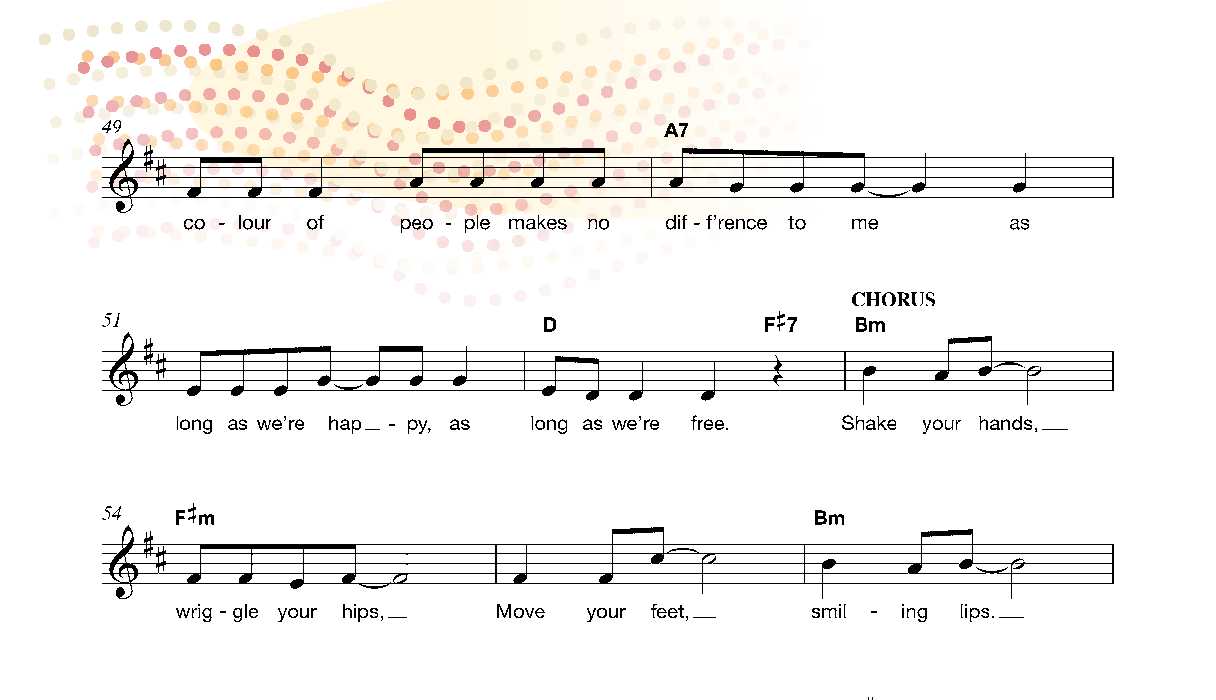 49
A7
co - lour of peo - ple makes no dif - f'rence to me as
CHORUS
51
D F♯7 Bm
long as we're hap - py, as long as we're free. Shake your hands,
54
F♯m Bm
wrig - gle your hips, Move your feet, smil - ing lips.